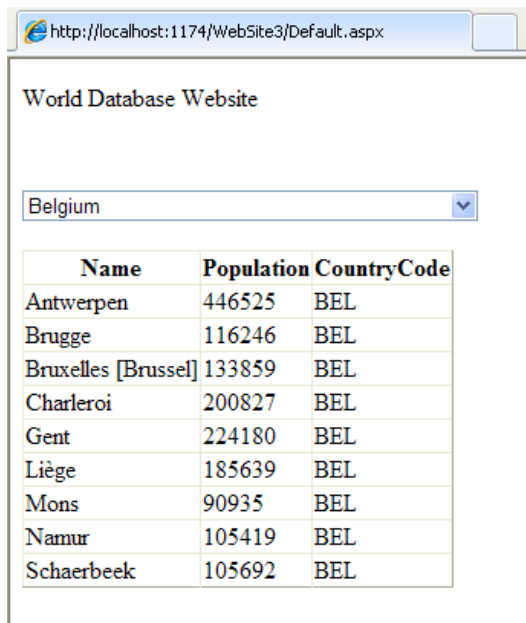 http://localhost:1174/WebSite3/Default.aspx
World Database Website
Belgium
Name Population CountryCode
Antwerpen 446525 BEL
Brugge 116246 BEL
Bruxelles [Brussel] 133859 BEL
Charleroi 200827 BEL
Gent 224180 BEL
Liège 185639 BEL
Mons 90935 BEL
Namur 105419 BEL
Schaerbeek 105692 BEL